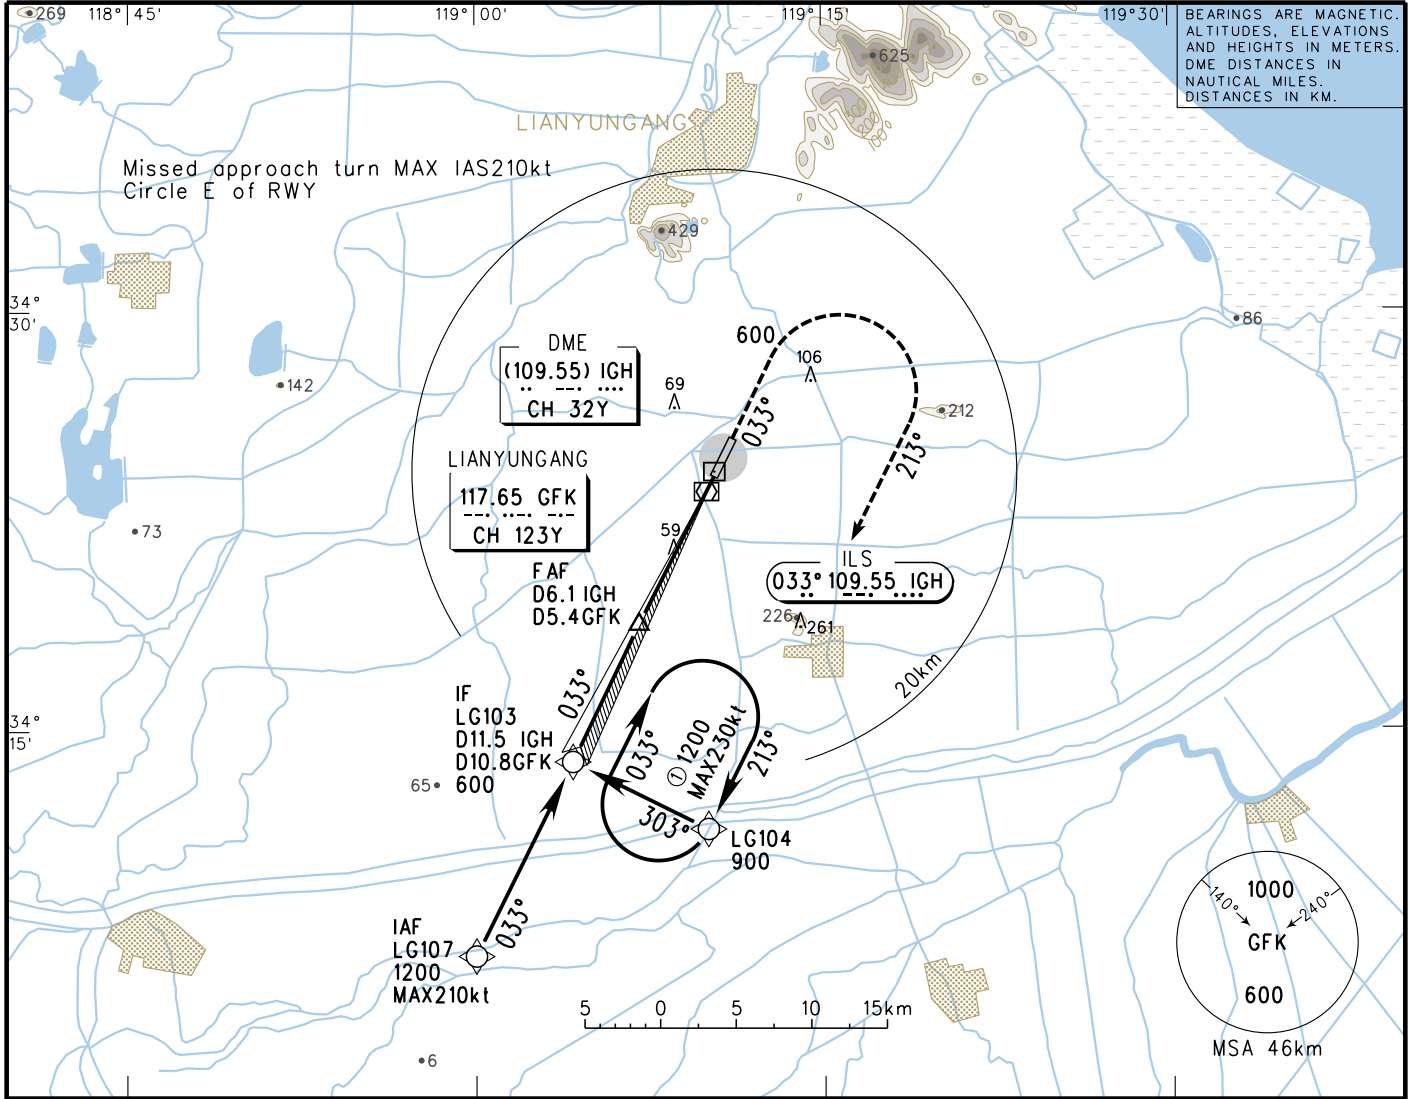 269
118° 45'
119° 00'
119° 15'
119° 30'
BEARINGS ARE MAGNETIC.
ALTITUDES, ELEVATIONS
AND HEIGHTS IN METERS.
DME DISTANCES IN
NAUTICAL MILES.
DISTANCES IN KM.
625
LIANYUNGANG
Missed approach turn MAX IAS210kt
Circle E of RWY
429
34°
30'
86
600
DME
(109.55) IGH
CH 32Y
106
69
142
212
033°
213°
LIANYUNGANG
117.65 GFK
CH 123Y
73
59
ILS
033° 109.55 IGH
FAF
D6.1 IGH
D5.4GFK
226
261
20km
033°
IF
LG103
D11.5 IGH
D10.8GFK
600
34°
15'
65
033°
① 1200
MAX230kt
213°
303°
LG104
900
IAF
LG107
1200
MAX210kt
033°
5 0 5 10 15km
6
1000
140°
240°
GFK
600
MSA 46km